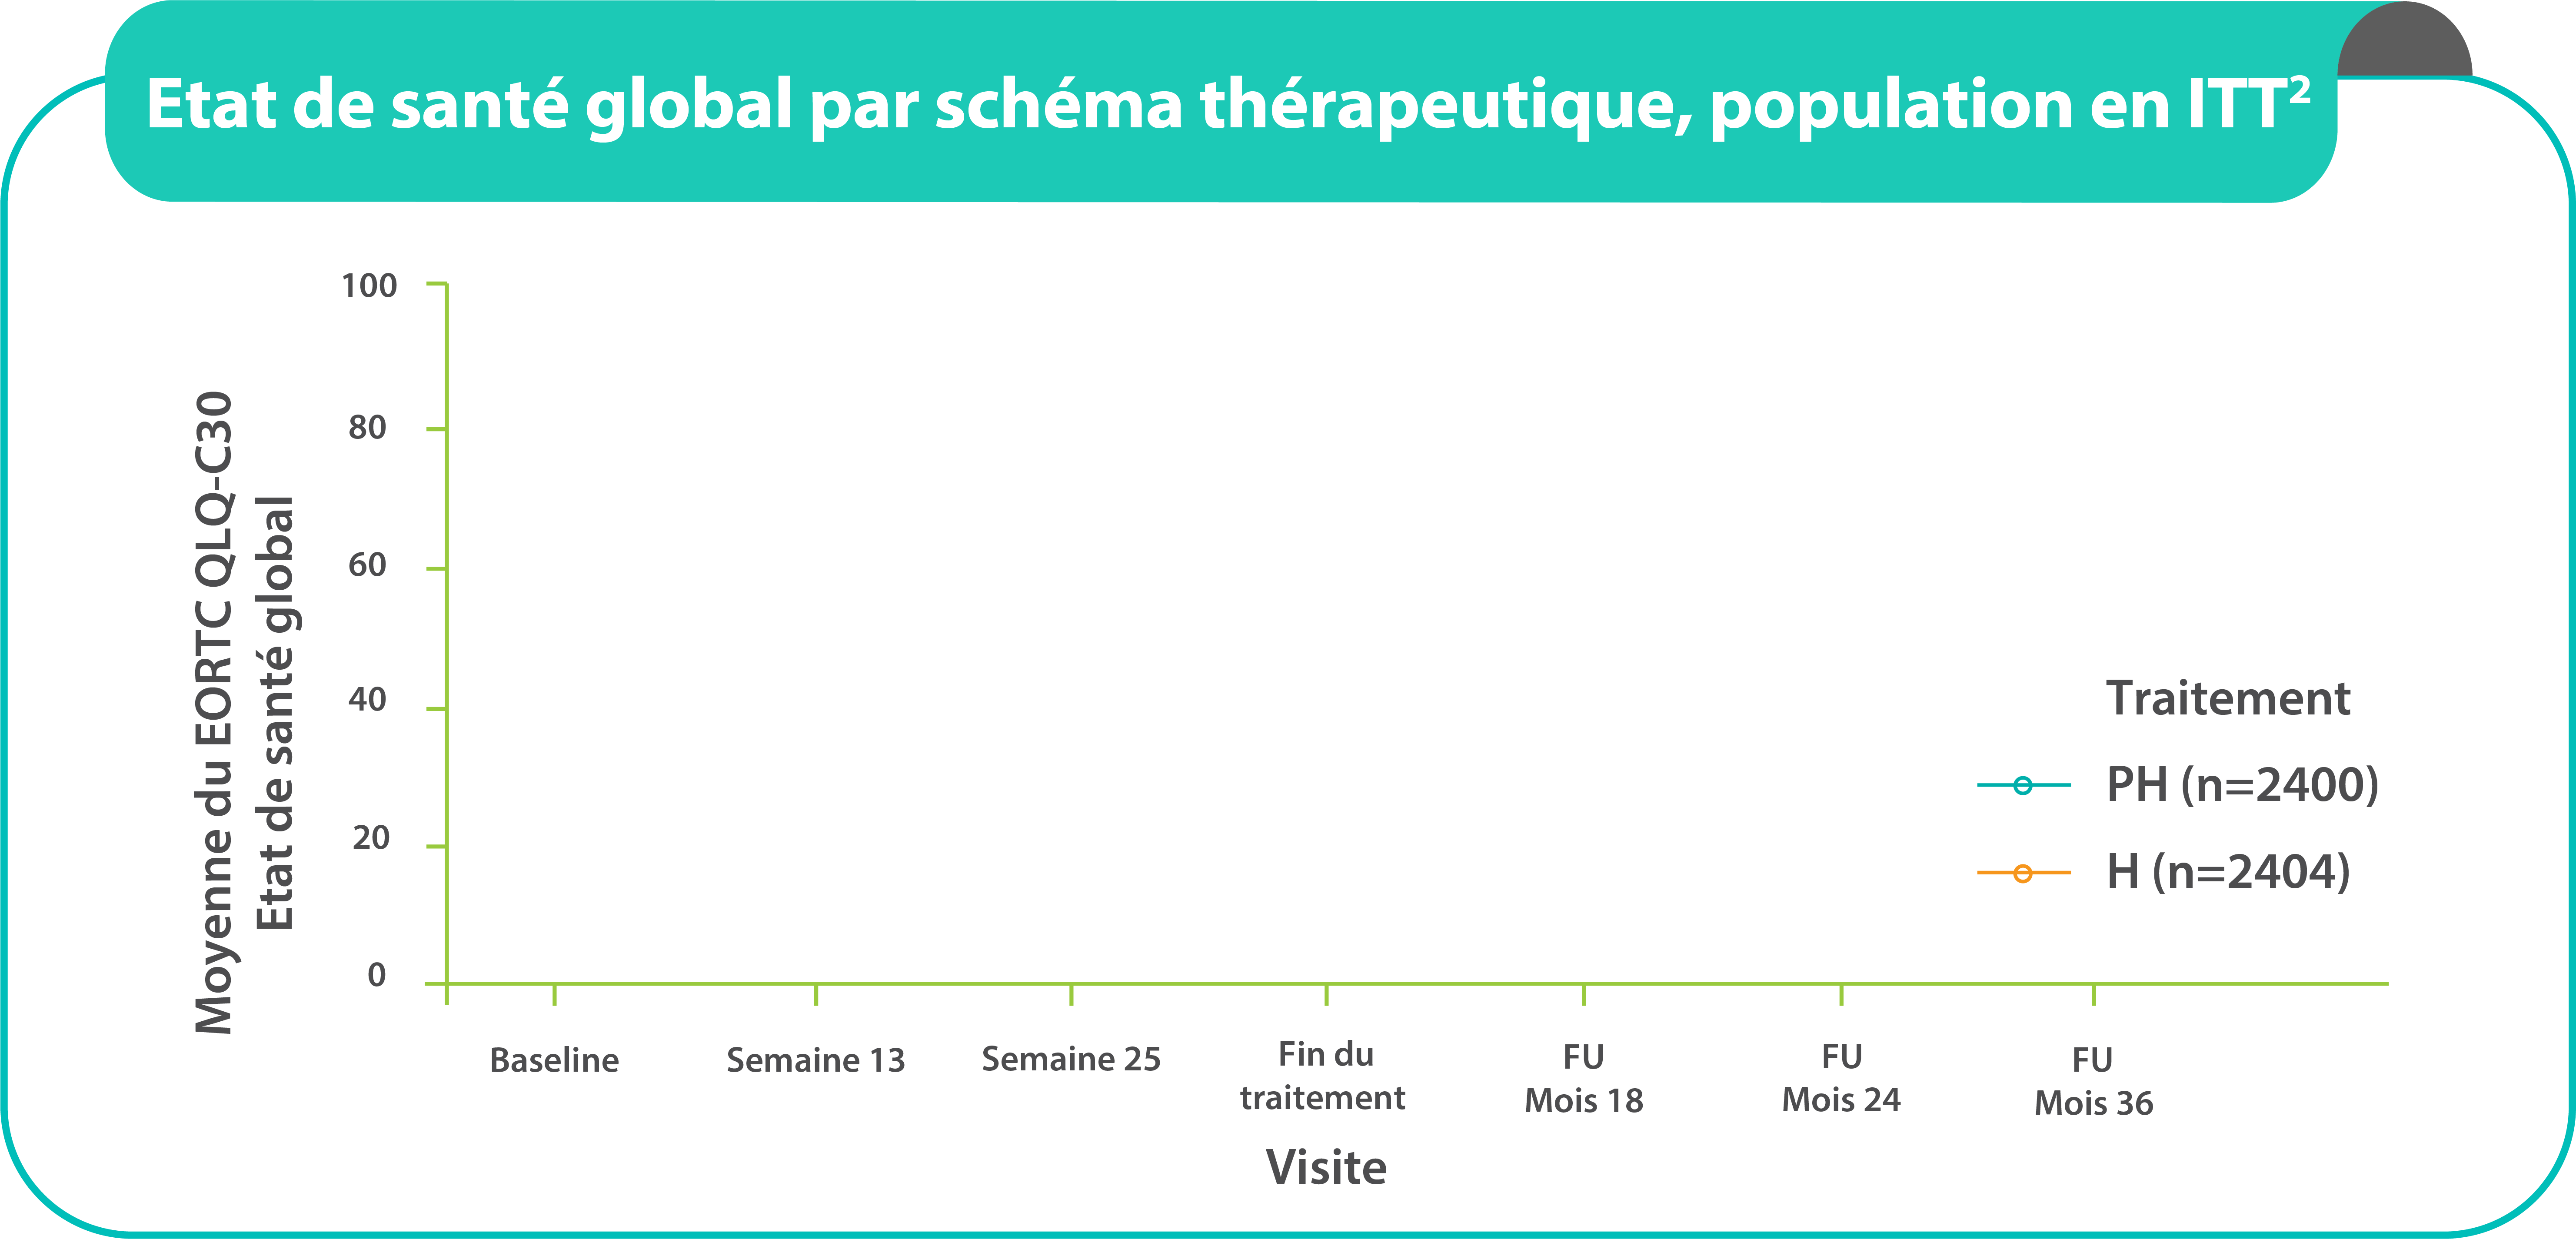 Etat de santé global par schéma thérapeutique, population en ITT²
Moyenne du EORTC QLQ-C30
Etat de santé global
100
80
60
40
20
0
Traitement
PH (n=2400)
H (n=2404)
Baseline
Semaine 13
Semaine 25
Fin du
traitement
FU
Mois 18
FU
Mois 24
FU
Mois 36
Visite